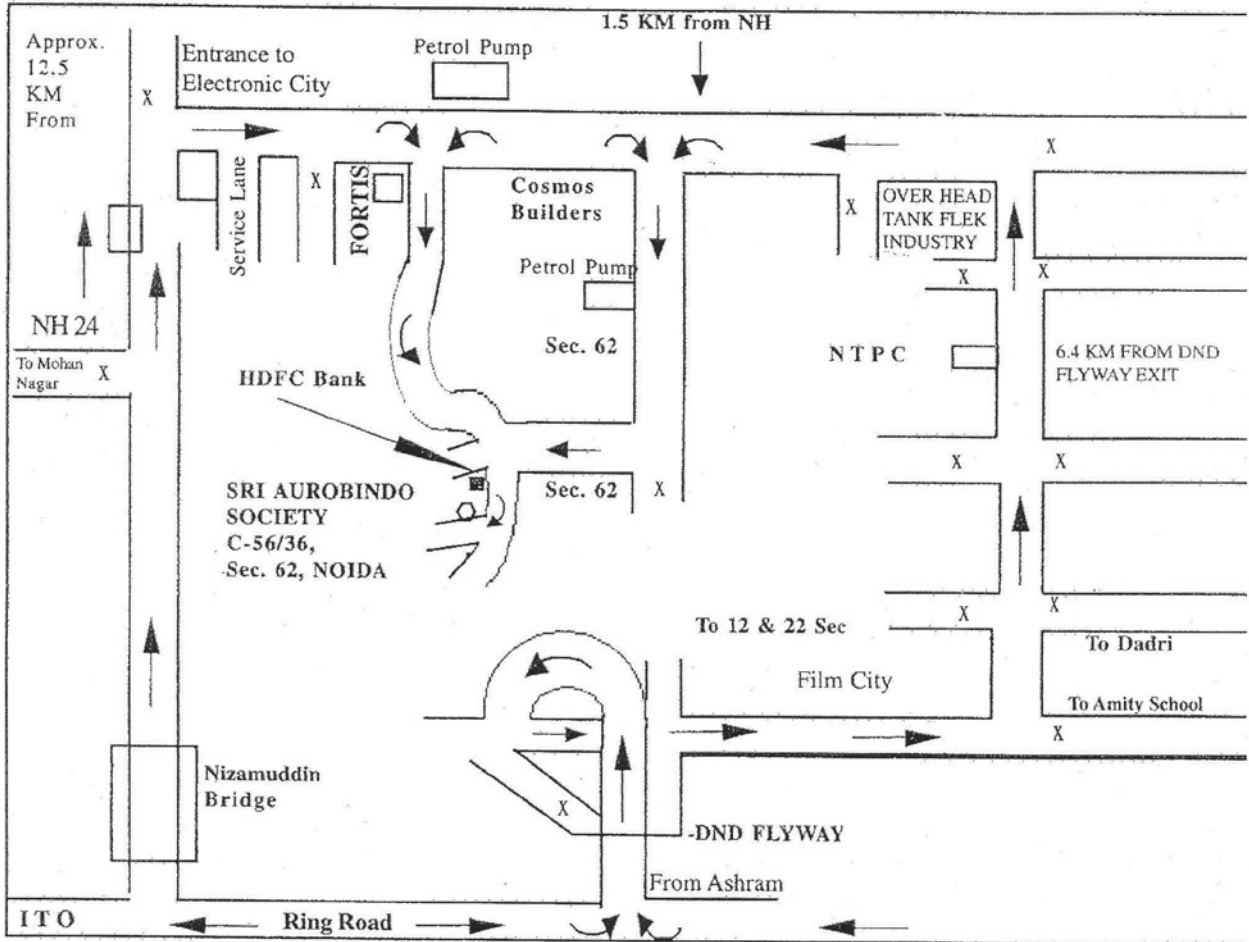 1.5 KM from NH
Approx.
12.5
KM
From
Entrance to
Electronic City
Petrol Pump
X
Service Lane
X
FORTIS
Cosmos
Builders
Petrol Pump
Sec. 62
X
X
OVER HEAD
TANK FLEK
INDUSTRY
X
X
NH 24
To Mohan
Nagar
X
HDFC Bank
NTPC
6.4 KM FROM DND
FLYWAY EXIT
SRI AUROBINDO
SOCIETY
C-56/36,
Sec. 62, NOIDA
Sec. 62
X
X
X
X
X
To 12 & 22 Sec
Film City
To Dadri
To Amity School
X
Nizamuddin
Bridge
X
-DND FLYWAY
From Ashram
ITO
Ring Road